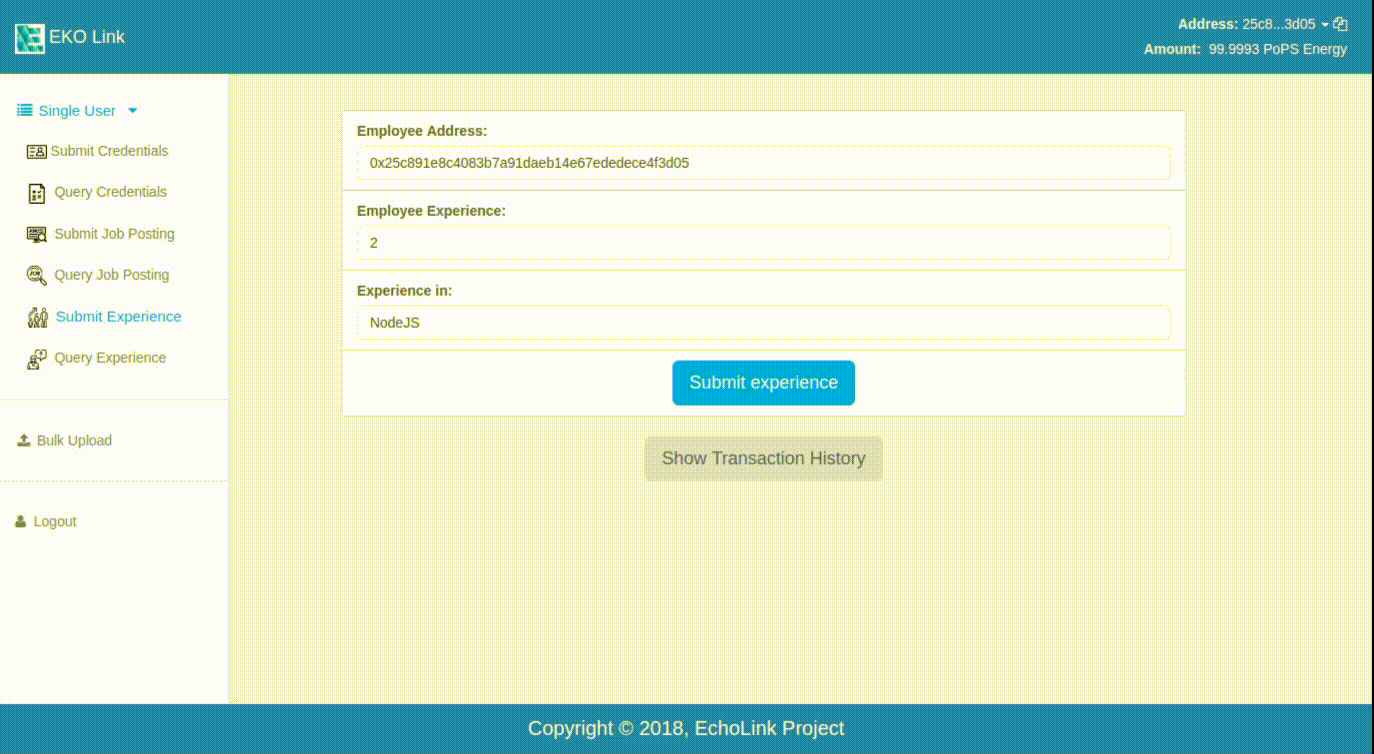 EKO Link
Address: 25c8...3d05
Amount: 99.9993 PoPS Energy
Single User
Submit Credentials
Query Credentials
Submit Job Posting
Query Job Posting
Submit Experience
Query Experience
Bulk Upload
Logout
Employee Address:
0x25c891e8c4083b7a91daeb14e67ededece4f3d05
Employee Experience:
2
Experience in:
NodeJS
Submit experience
Show Transaction History
Copyright © 2018, EchoLink Project